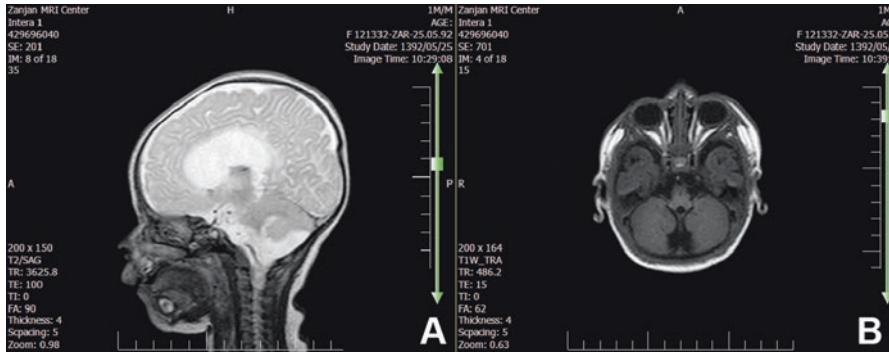 Zanjan MRI Center
Intera 1
429696040
SE: 201
IM: 8 of 18
35
H
1M/M
AGE:
F 121332-ZAR-25.05.92
Study Date: 1392/05/25
Image Time: 10:29:08
A
P
200 x 150
T2/SAG
TR: 3625.8
TE: 100
TI: 0
FA: 90
Thickness: 4
Scpacing: 5
Zoom: 0.98
A
Zanjan MRI Center
Intera 1
429696040
SE: 701
IM: 4 of 18
15
A
1M
AG
F 121332-ZAR-25.05
Study Date: 1392/05
Image Time: 10:39
R
200 x 164
T1W_TRA
TR: 486.2
TE: 15
TI: 0
FA: 62
Thickness: 4
Scpacing: 5
Zoom: 0.63
B